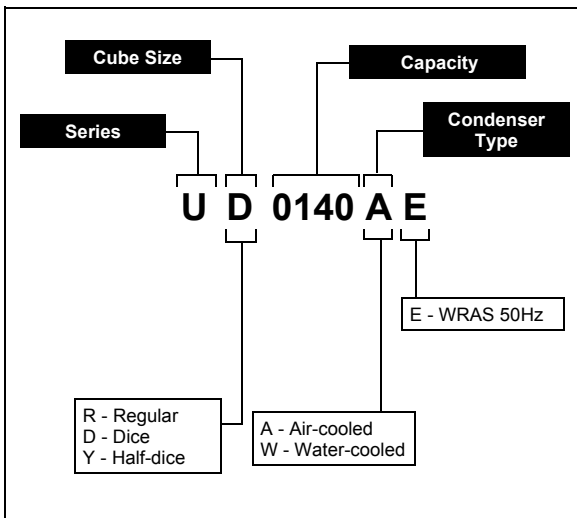 Cube Size
Capacity
Series
Condenser
Type
U D 0140 A E
E - WRAS 50Hz
R - Regular
D - Dice
Y - Half-dice
A - Air-cooled
W - Water-cooled